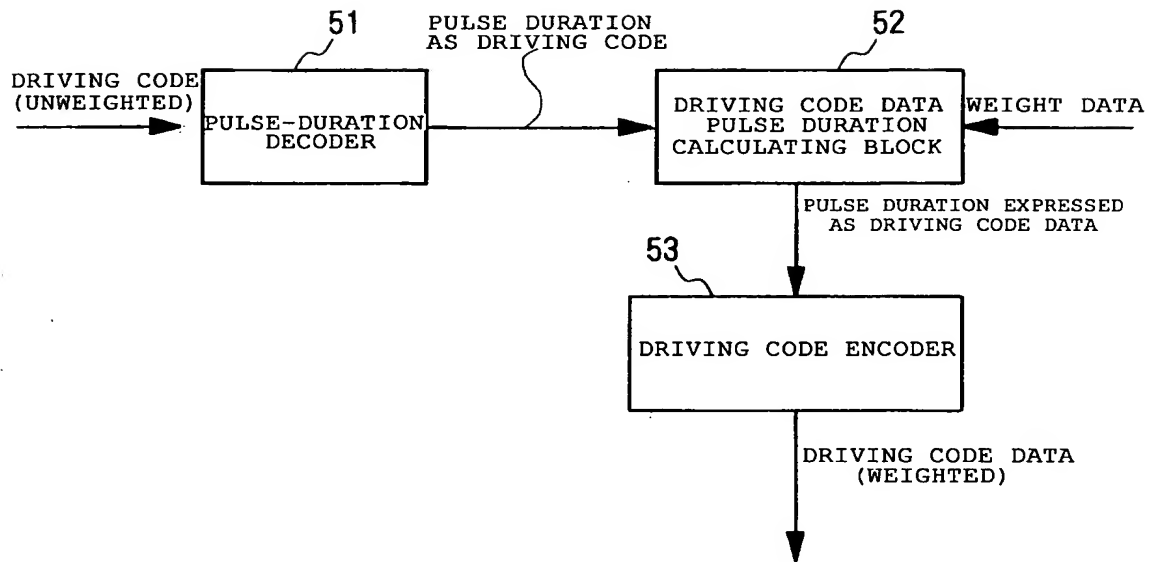 51
PULSE DURATION
AS DRIVING CODE
52
DRIVING CODE
(UNWEIGHTED)
PULSE-DURATION
DECODER
DRIVING CODE DATA
PULSE DURATION
CALCULATING BLOCK
WEIGHT DATA
PULSE DURATION EXPRESSED
AS DRIVING CODE DATA
53
DRIVING CODE ENCODER
DRIVING CODE DATA
(WEIGHTED)